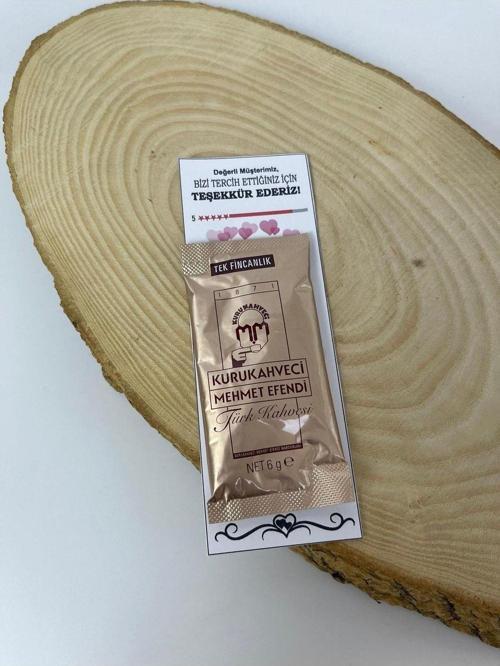 Değerli Müşterimiz,
BİZİ TERCİH ETTİĞİNİZ İÇİN
TEŞEKKÜR EDERİZ!
5 ★★★★★
TEK FİNCANLIK
1871
KURUKAHVECİ
MM
KURUKAHVECİ
MEHMET EFENDİ
Türk Kahvesi
NET 6 g ℮